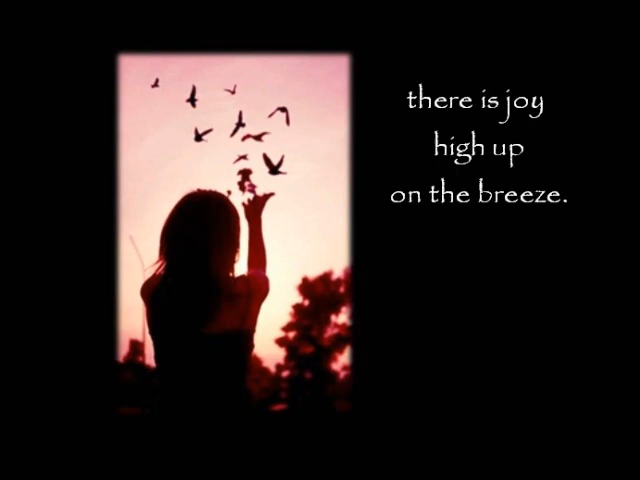 there is joy
high up
on the breeze.